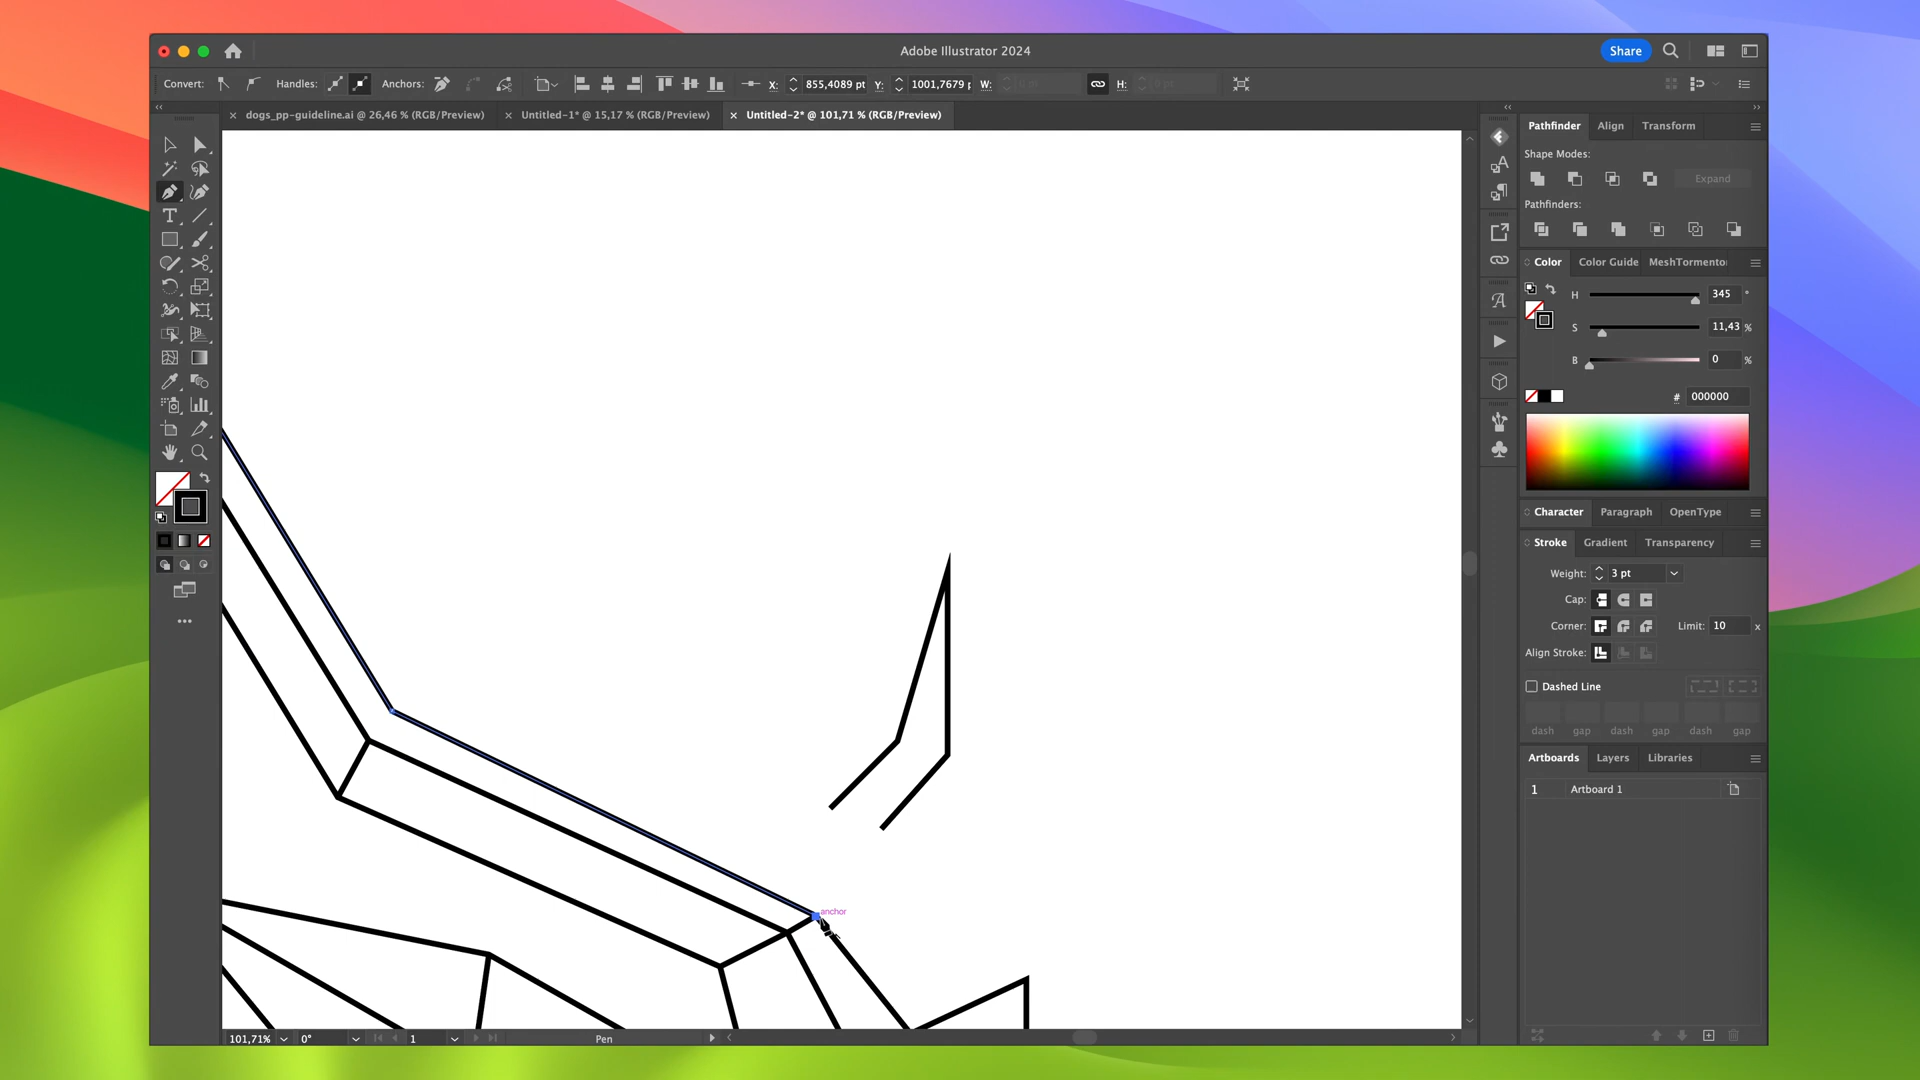 Adobe Illustrator 2024
Share
Convert: Handles: Anchors: X: 855,4089 pt Y: 1001,7679 p W: 0 pt H: 0 pt
dogs_pp-guideline.ai @ 26,46 % (RGB/Preview) Untitled-1* @ 15,17 % (RGB/Preview) Untitled-2* @ 101,71 % (RGB/Preview)
Pathfinder Align Transform
Shape Modes:
Expand
Pathfinders:
Color Color Guide MeshTormento
H 345 °
S 11,43 %
B 0 %
# 000000
Character Paragraph OpenType
Stroke Gradient Transparency
Weight: 3 pt
Cap:
Corner: Limit: 10 x
Align Stroke:
Dashed Line
dash gap dash gap dash gap
Artboards Layers Libraries
1 Artboard 1
anchor
101,71% 0° 1 Pen